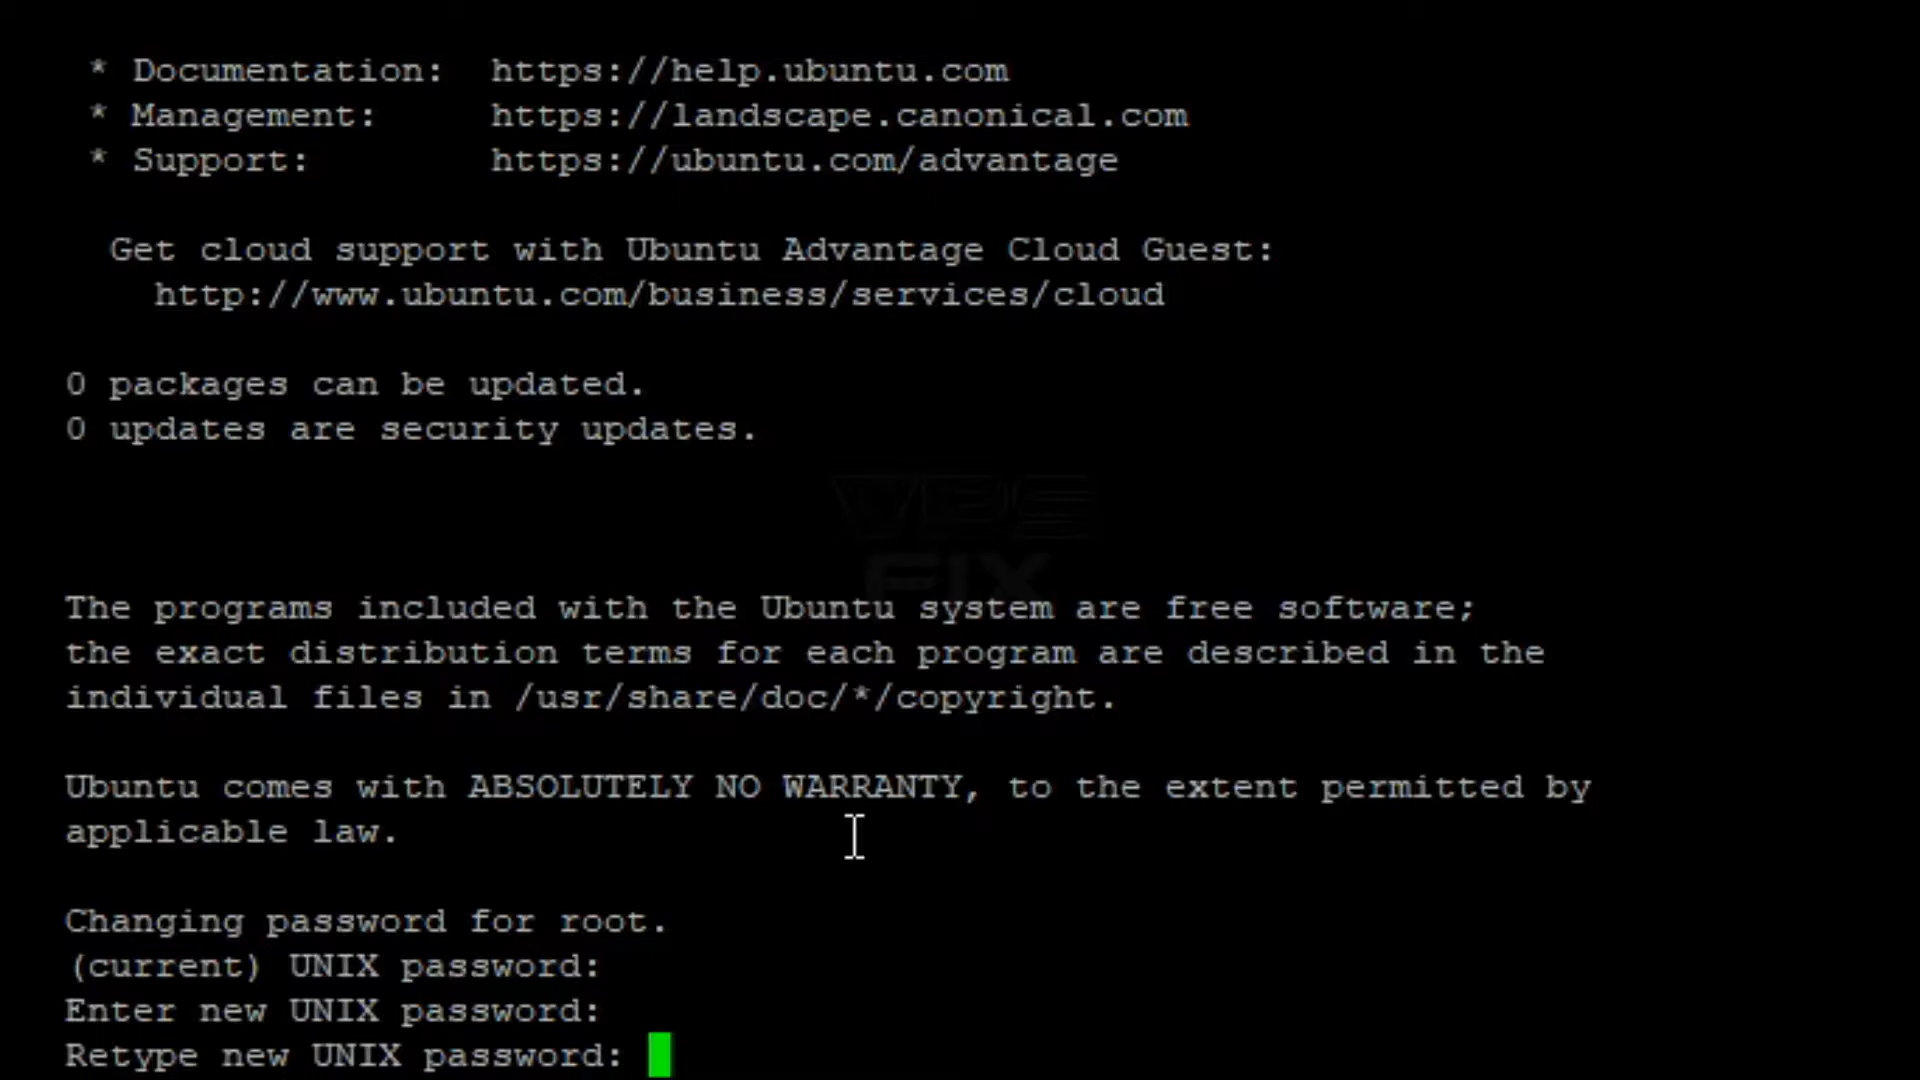 * Documentation:  https://help.ubuntu.com
* Management:     https://landscape.canonical.com
* Support:        https://ubuntu.com/advantage
Get cloud support with Ubuntu Advantage Cloud Guest:
http://www.ubuntu.com/business/services/cloud
0 packages can be updated.
0 updates are security updates.
VPS
FIX
The programs included with the Ubuntu system are free software;
the exact distribution terms for each program are described in the
individual files in /usr/share/doc/*/copyright.
Ubuntu comes with ABSOLUTELY NO WARRANTY, to the extent permitted by
applicable law.
Changing password for root.
(current) UNIX password:
Enter new UNIX password:
Retype new UNIX password: